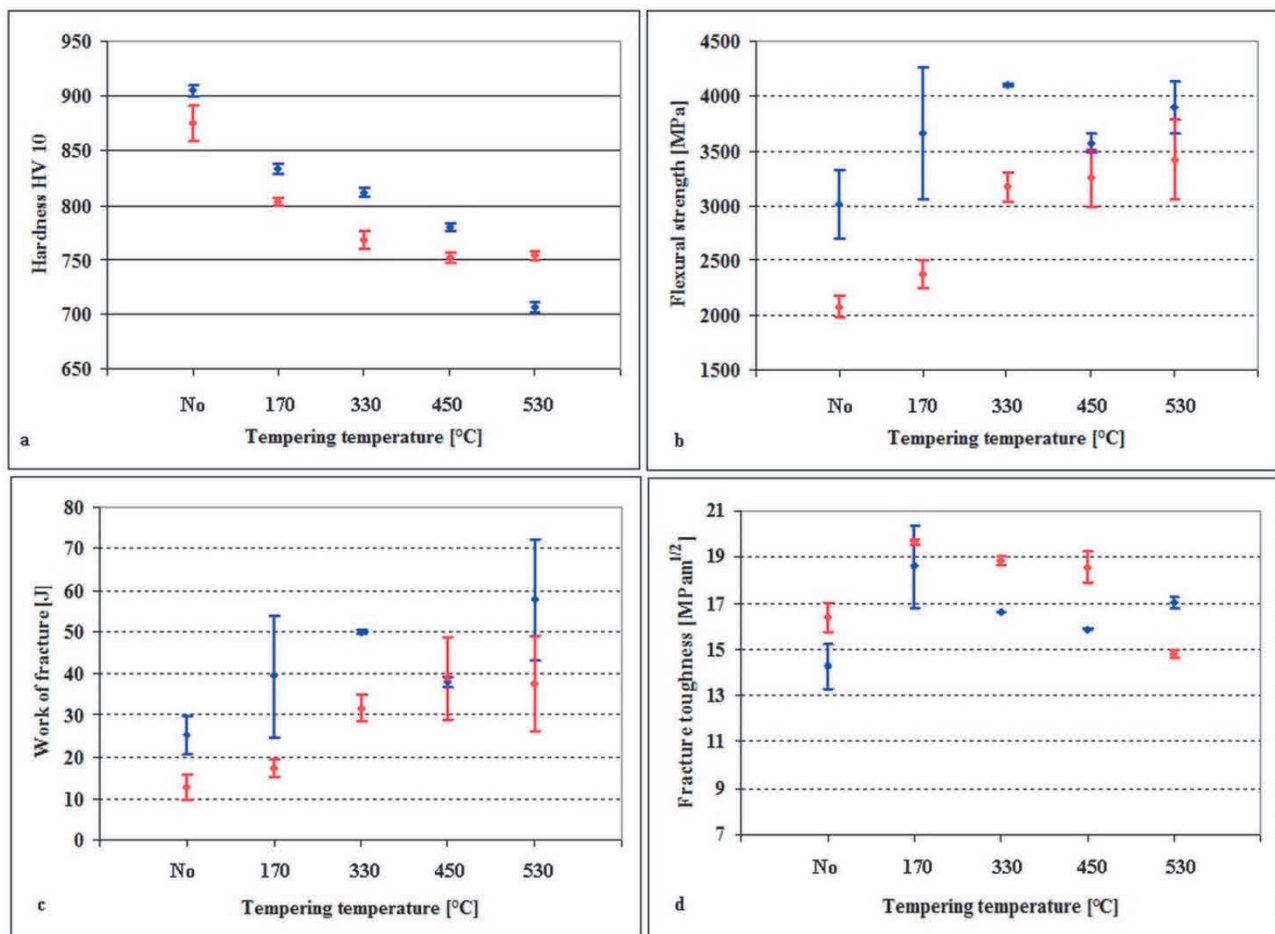 950
900
850
800
750
700
650
Hardness HV 10
No 170 330 450 530
Tempering temperature [°C]
a
4500
4000
3500
3000
2500
2000
1500
Flexural strength [MPa]
No 170 330 450 530
Tempering temperature [°C]
b
80
70
60
50
40
30
20
10
0
Work of fracture [J]
No 170 330 450 530
Tempering temperature [°C]
c
21
19
17
15
13
11
9
7
Fracture toughness [MPam1/2]
No 170 330 450 530
Tempering temperature [°C]
d